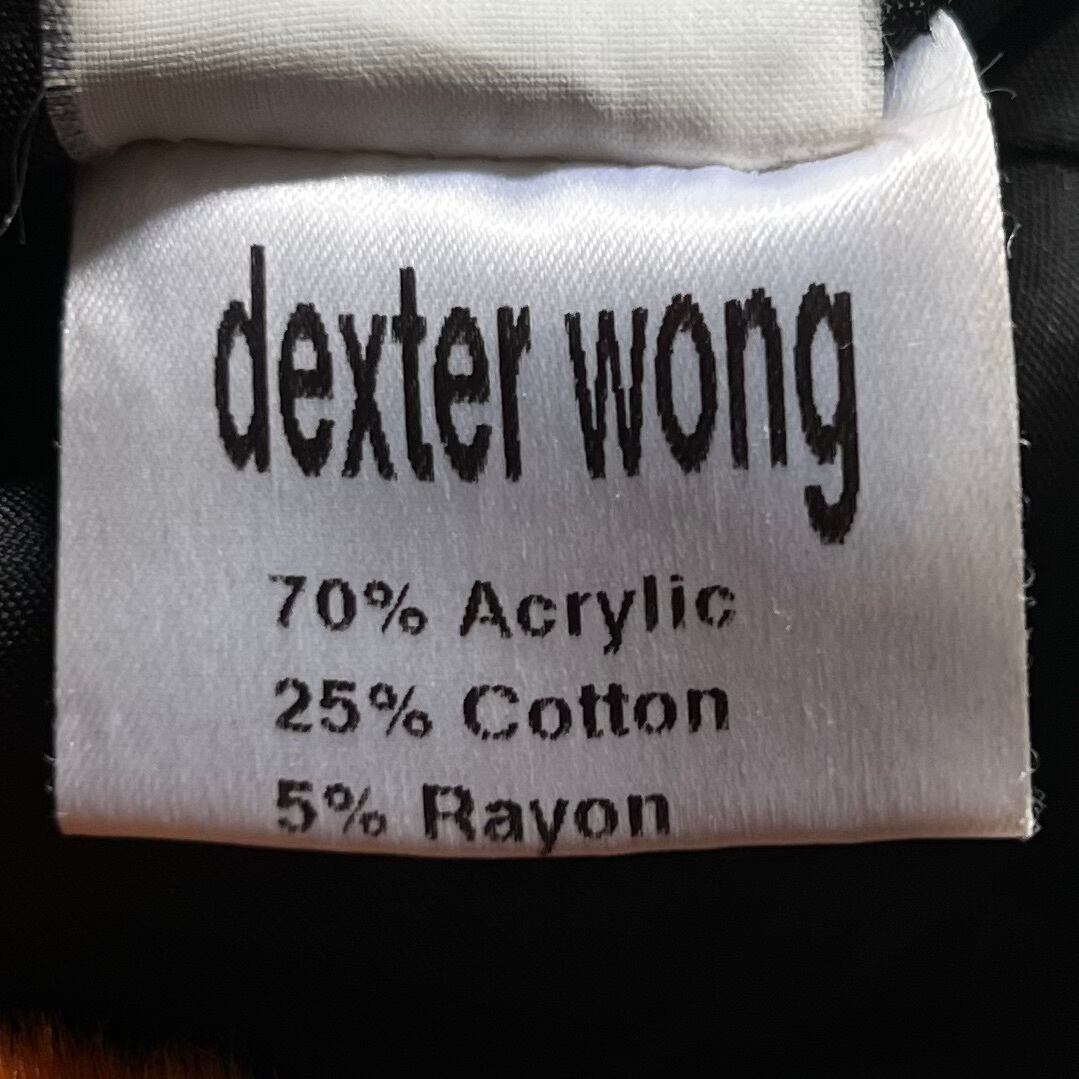 dexter wong
70% Acrylic
25% Cotton
5% Rayon